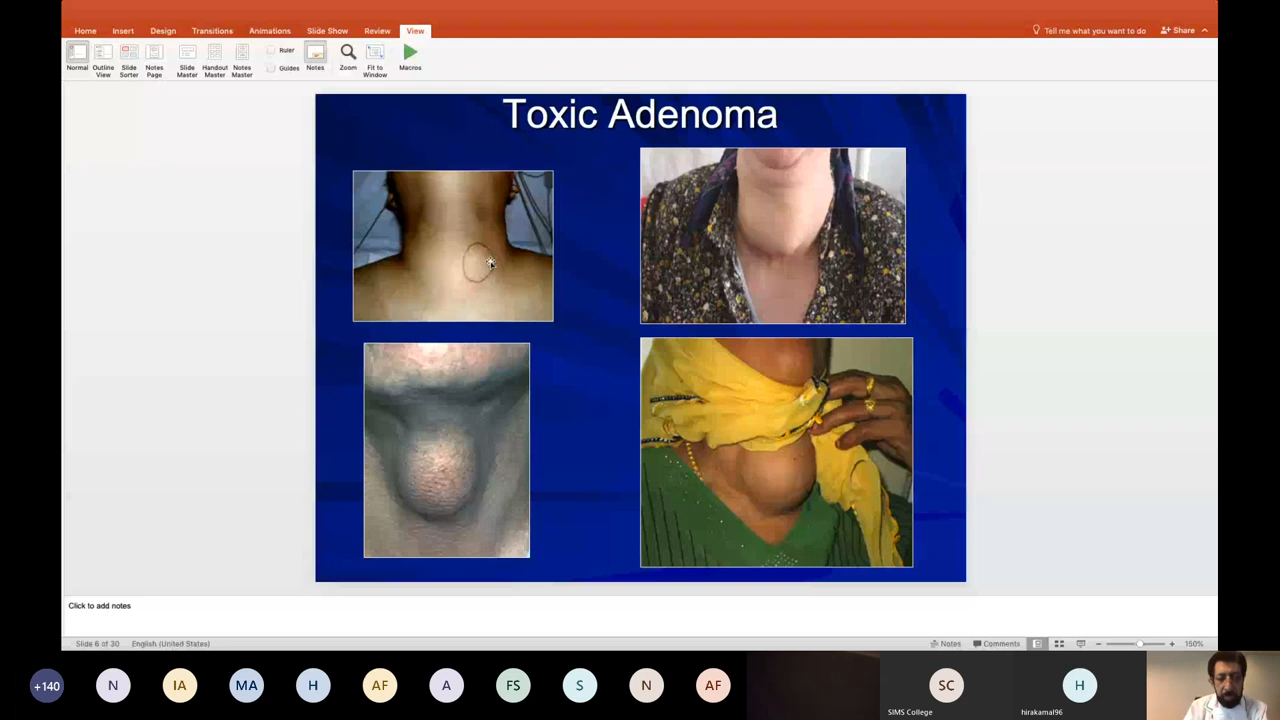 Home Insert Design Transitions Animations Slide Show Review View Tell me what you want to do Share
Normal Outline View Slide Sorter Notes Page Slide Master Handout Master Notes Master Ruler Guides Notes Zoom Fit to Window Macros
Toxic Adenoma
Click to add notes
Slide 6 of 30 English (United States) Notes Comments 150%
+140 N IA MA H AF A FS S N AF SC H
SIMS College hirakamal96